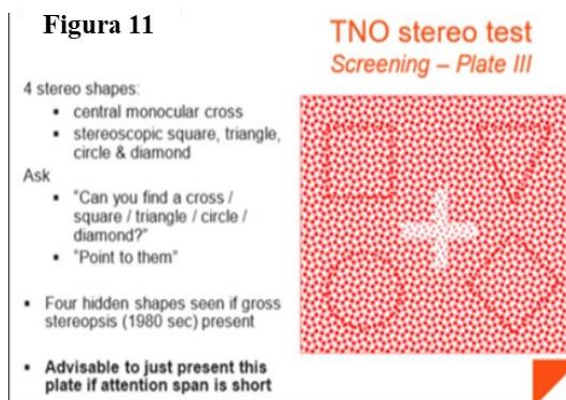 Figura 11
TNO stereo test
Screening – Plate III
4 stereo shapes:
▪ central monocular cross
▪ stereoscopic square, triangle,
circle & diamond
Ask
▪ "Can you find a cross /
square / triangle / circle /
diamond?"
▪ "Point to them"
▪ Four hidden shapes seen if gross
stereopsis (1980 sec) present
▪ Advisable to just present this
plate if attention span is short